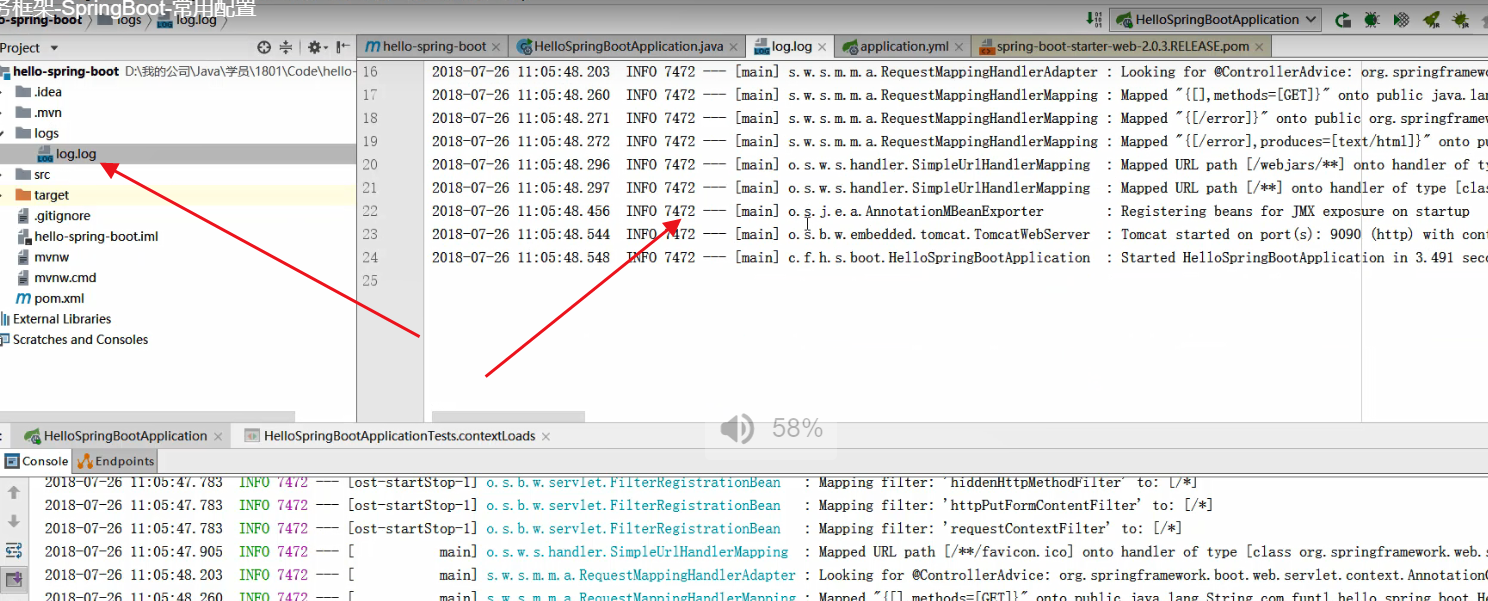 务框架-SpringBoot-常用配置
o-spring-boot logs log.log
HelloSpringBootApplication
Project
hello-spring-boot
HelloSpringBootApplication.java
log.log
application.yml
spring-boot-starter-web-2.0.3.RELEASE.pom
hello-spring-boot D:\我的公司\Java\学员\1801\Code\hello-
.idea
.mvn
logs
log.log
src
target
.gitignore
hello-spring-boot.iml
mvnw
mvnw.cmd
pom.xml
External Libraries
Scratches and Consoles
16 2018-07-26 11:05:48.203 INFO 7472 --- [main] s.w.s.m.m.a.RequestMappingHandlerAdapter : Looking for @ControllerAdvice: org.springframewo
17 2018-07-26 11:05:48.260 INFO 7472 --- [main] s.w.s.m.m.a.RequestMappingHandlerMapping : Mapped "{[],methods=[GET]}" onto public java.lan
18 2018-07-26 11:05:48.271 INFO 7472 --- [main] s.w.s.m.m.a.RequestMappingHandlerMapping : Mapped "{[/error]}" onto public org.springframew
19 2018-07-26 11:05:48.272 INFO 7472 --- [main] s.w.s.m.m.a.RequestMappingHandlerMapping : Mapped "{[/error],produces=[text/html]}" onto pu
20 2018-07-26 11:05:48.296 INFO 7472 --- [main] o.s.w.s.handler.SimpleUrlHandlerMapping : Mapped URL path [/webjars/**] onto handler of ty
21 2018-07-26 11:05:48.297 INFO 7472 --- [main] o.s.w.s.handler.SimpleUrlHandlerMapping : Mapped URL path [/**] onto handler of type [clas
22 2018-07-26 11:05:48.456 INFO 7472 --- [main] o.s.j.e.a.AnnotationMBeanExporter : Registering beans for JMX exposure on startup
23 2018-07-26 11:05:48.544 INFO 7472 --- [main] o.s.b.w.embedded.tomcat.TomcatWebServer : Tomcat started on port(s): 9090 (http) with cont
24 2018-07-26 11:05:48.548 INFO 7472 --- [main] c.f.h.s.boot.HelloSpringBootApplication : Started HelloSpringBootApplication in 3.491 seco
25
58%
HelloSpringBootApplication
HelloSpringBootApplicationTests.contextLoads
Console Endpoints
2018-07-26 11:05:47.783 INFO 7472 --- [ost-startStop-1] o.s.b.w.servlet.FilterRegistrationBean : Mapping filter: 'hiddenHttpMethodFilter' to: [/*]
2018-07-26 11:05:47.783 INFO 7472 --- [ost-startStop-1] o.s.b.w.servlet.FilterRegistrationBean : Mapping filter: 'httpPutFormContentFilter' to: [/*]
2018-07-26 11:05:47.783 INFO 7472 --- [ost-startStop-1] o.s.b.w.servlet.FilterRegistrationBean : Mapping filter: 'requestContextFilter' to: [/*]
2018-07-26 11:05:47.905 INFO 7472 --- [ main] o.s.w.s.handler.SimpleUrlHandlerMapping : Mapped URL path [/**/favicon.ico] onto handler of type [class org.springframework.web.s
2018-07-26 11:05:48.203 INFO 7472 --- [ main] s.w.s.m.m.a.RequestMappingHandlerAdapter : Looking for @ControllerAdvice: org.springframework.boot.web.servlet.context.AnnotationC
2018-07-26 11:05:48.260 INFO 7472 --- [ main] s.w.s.m.m.a.RequestMappingHandlerMapping : Mapped "{[],methods=[GET]}" onto public java.lang.String com.funtl.hello.spring.boot.He